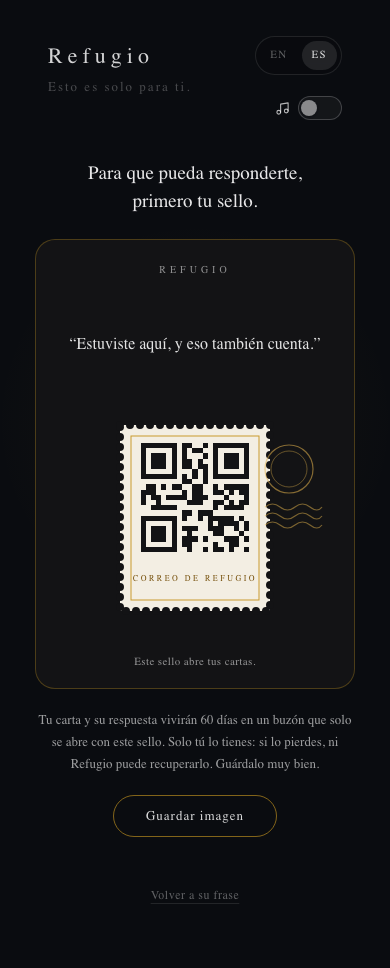 Refugio
EN ES
Esto es solo para ti.
Para que pueda responderte,
primero tu sello.
REFUGIO
“Estuviste aquí, y eso también cuenta.”
CORREO DE REFUGIO
Este sello abre tus cartas.
Tu carta y su respuesta vivirán 60 días en un buzón que solo
se abre con este sello. Solo tú lo tienes: si lo pierdes, ni
Refugio puede recuperarlo. Guárdalo muy bien.
Guardar imagen
Volver a su frase